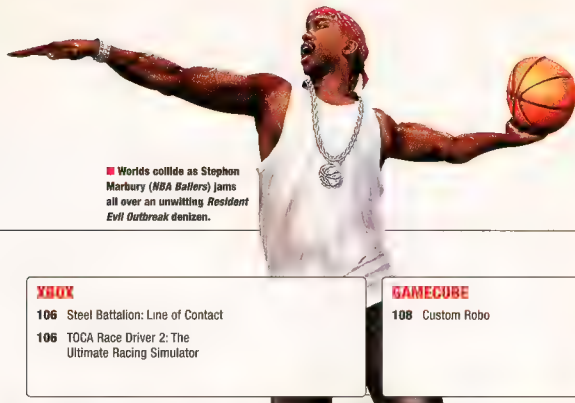 Worlds collide as Stephon
Marbury (NBA Ballers) jams
all over an unwitting Resident
Evil Outbreak denizen.
XBOX
106 Steel Battalion: Line of Contact
106 TOCA Race Driver 2: The
Ultimate Racing Simulator
GAMECUBE
108 Custom Robo